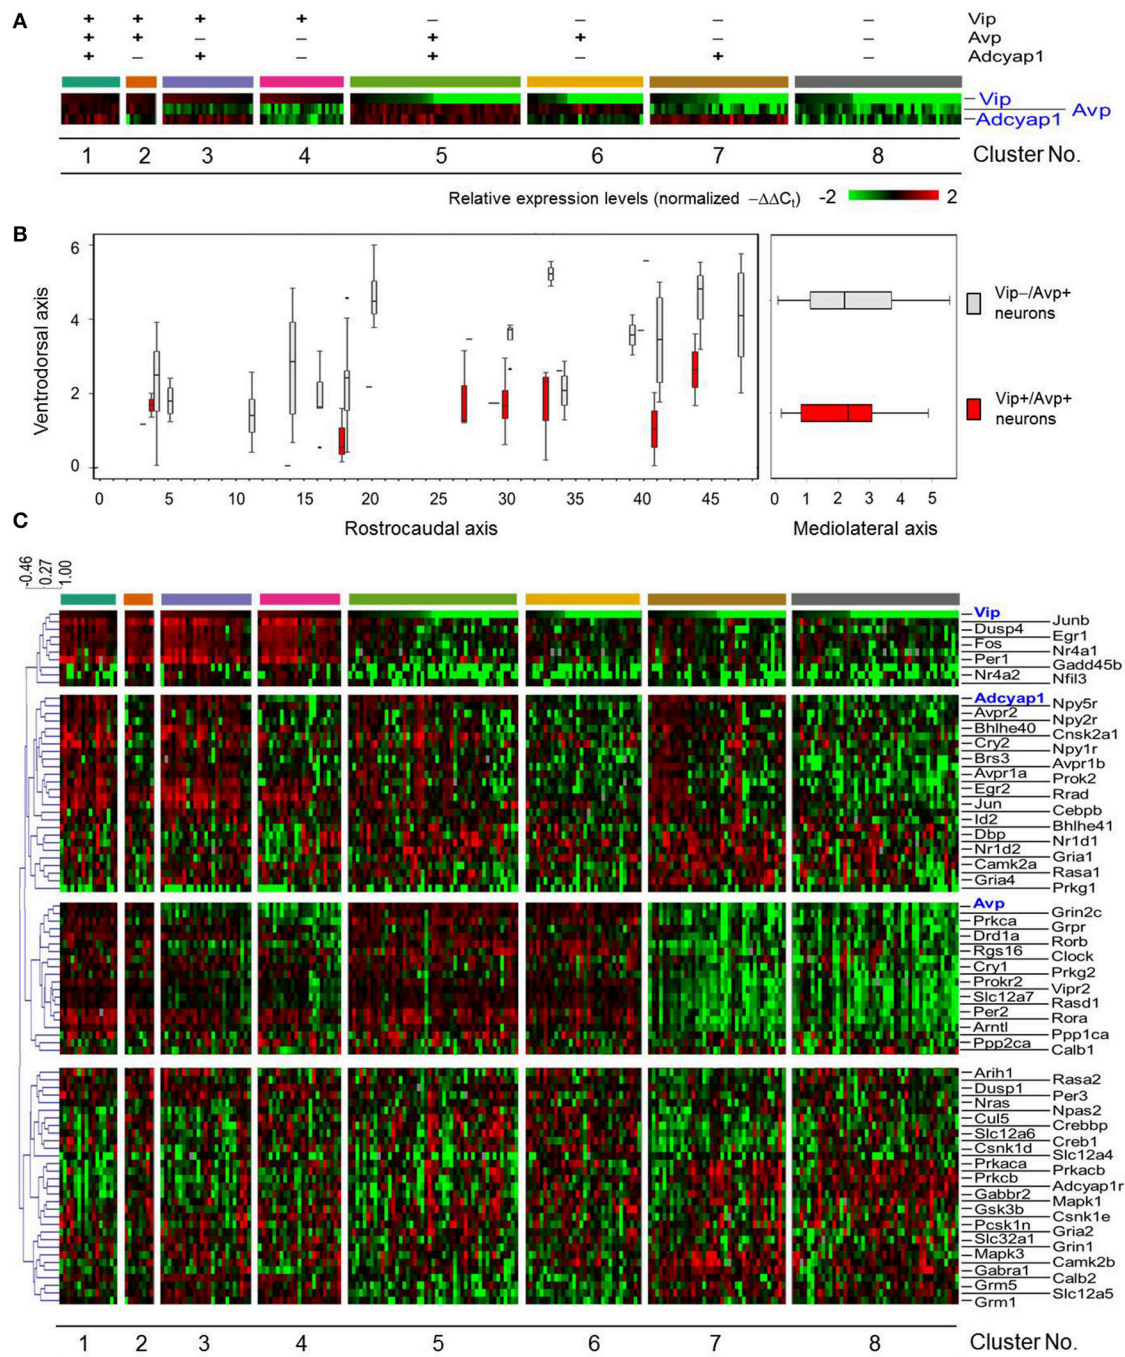 A
+ + + + – – – – Vip
+ + – – + + – – Avp
+ – + – + – + – Adcyap1
Vip
Avp
Adcyap1
1 2 3 4 5 6 7 8 Cluster No.
Relative expression levels (normalized −ΔΔCt) -2 2
B
Ventrodorsal axis
6
4
2
0
0 5 10 15 20 25 30 35 40 45
Rostrocaudal axis
0 1 2 3 4 5
Mediolateral axis
Vip−/Avp+
neurons
Vip+/Avp+
neurons
C
-0.46
0.27
1.00
Vip
Junb
Dusp4
Egr1
Fos
Nr4a1
Per1
Gadd45b
Nr4a2
Nfil3
Adcyap1
Npy5r
Avpr2
Npy2r
Bhlhe40
Cnsk2a1
Cry2
Npy1r
Brs3
Avpr1b
Avpr1a
Prok2
Egr2
Rrad
Jun
Cebpb
Id2
Bhlhe41
Dbp
Nr1d1
Nr1d2
Gria1
Camk2a
Rasa1
Gria4
Prkg1
Avp
Grin2c
Prkca
Grpr
Drd1a
Rorb
Rgs16
Clock
Cry1
Prkg2
Prokr2
Vipr2
Slc12a7
Rasd1
Per2
Rora
Arntl
Ppp1ca
Ppp2ca
Calb1
Arih1
Rasa2
Dusp1
Per3
Nras
Npas2
Cul5
Crebbp
Slc12a6
Creb1
Csnk1d
Slc12a4
Prkaca
Prkacb
Prkcb
Adcyap1r
Gabbr2
Mapk1
Gsk3b
Csnk1e
Pcsk1n
Gria2
Slc32a1
Grin1
Mapk3
Camk2b
Gabra1
Calb2
Grm5
Slc12a5
Grm1
1 2 3 4 5 6 7 8 Cluster No.